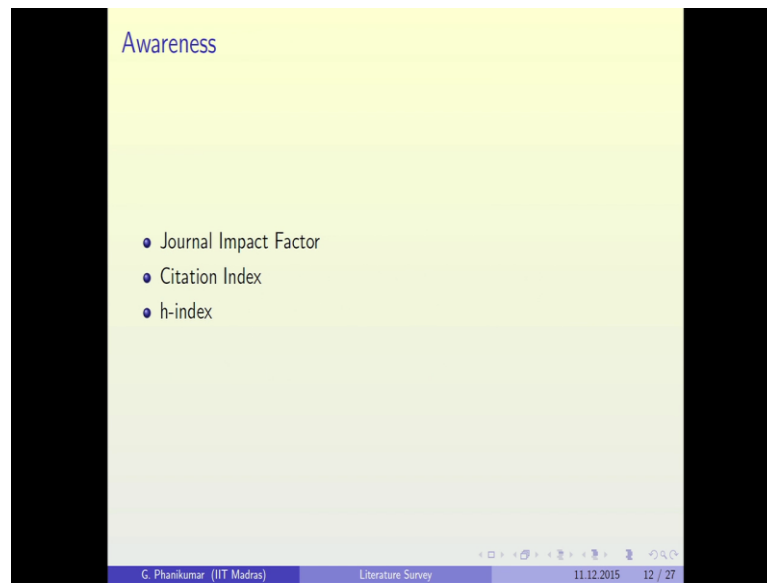 Awareness
Journal Impact Factor
Citation Index
h-index
G. Phanikumar (IIT Madras) Literature Survey 11.12.2015 12 / 27